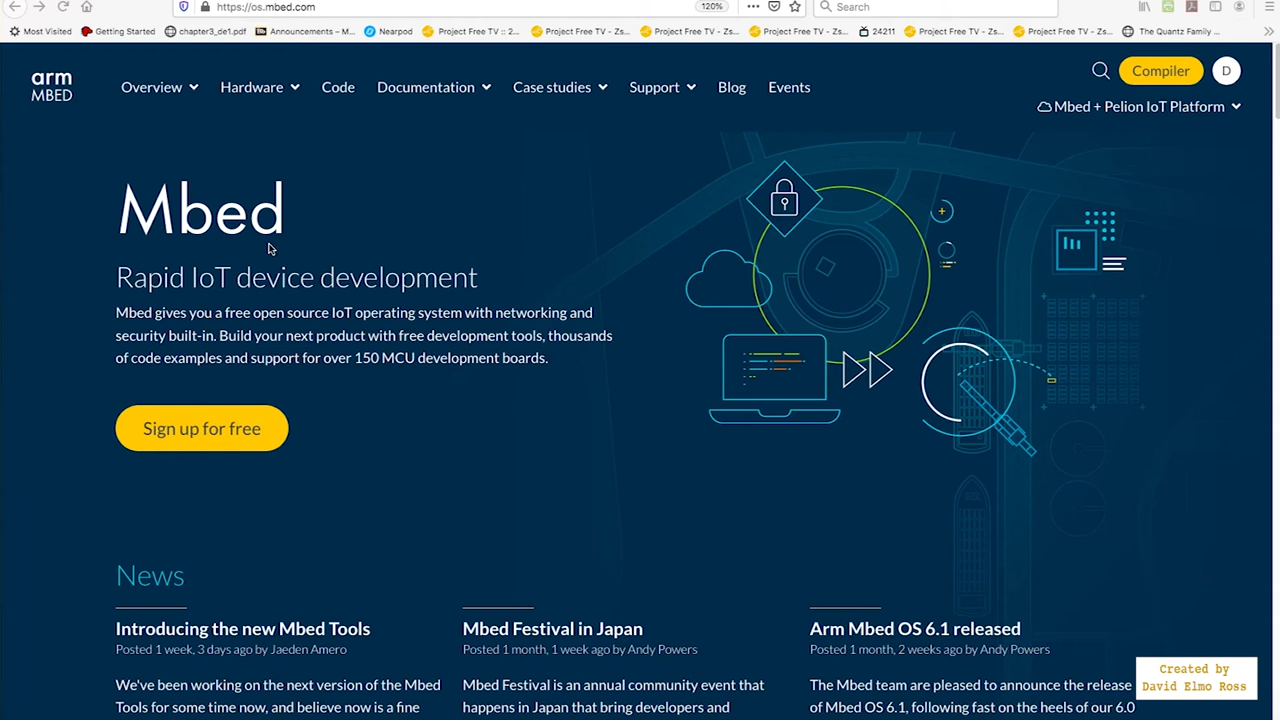 https://os.mbed.com
120%
Search
Most Visited
Getting Started
chapter3_de1.pdf
Announcements – M...
Nearpod
Project Free TV :: 2...
Project Free TV - Zs...
Project Free TV - Zs...
Project Free TV - Zs...
24211
Project Free TV - Zs...
Project Free TV - Zs...
The Quantz Family ...
arm
MBED
Overview
Hardware
Code
Documentation
Case studies
Support
Blog
Events
Compiler
D
Mbed + Pelion IoT Platform
Mbed
Rapid IoT device development
Mbed gives you a free open source IoT operating system with networking and
security built-in. Build your next product with free development tools, thousands
of code examples and support for over 150 MCU development boards.
Sign up for free
News
Introducing the new Mbed Tools
Posted 1 week, 3 days ago by Jaeden Amero
We've been working on the next version of the Mbed
Tools for some time now, and believe now is a fine
Mbed Festival in Japan
Posted 1 month, 1 week ago by Andy Powers
Mbed Festival is an annual community event that
happens in Japan that bring developers and
Arm Mbed OS 6.1 released
Posted 1 month, 2 weeks ago by Andy Powers
The Mbed team are pleased to announce the release
of Mbed OS 6.1, following fast on the heels of our 6.0
Created by
David Elmo Ross